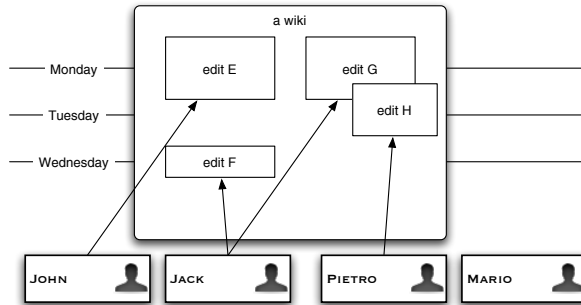 a wiki
Monday
edit E
edit G
Tuesday
edit H
Wednesday
edit F
JOHN
JACK
PIETRO
MARIO